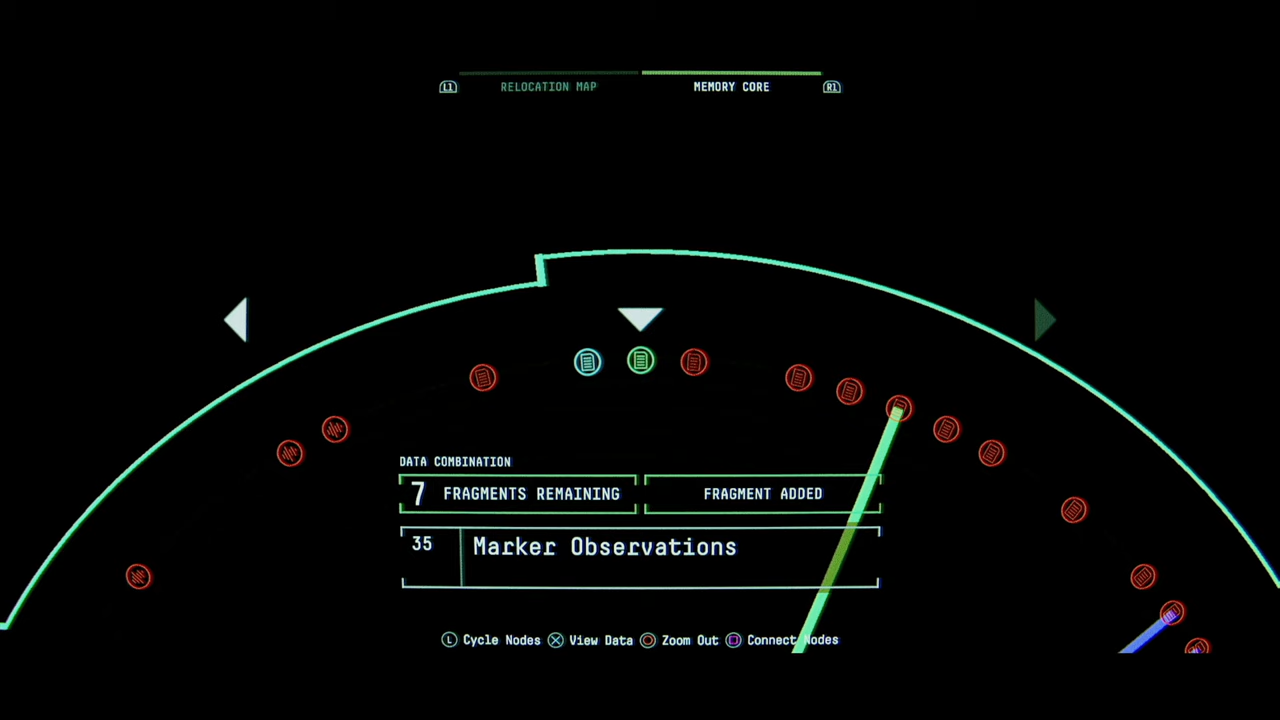 L1 RELOCATION MAP MEMORY CORE R1
DATA COMBINATION
7 FRAGMENTS REMAINING FRAGMENT ADDED
35 Marker Observations
L Cycle Nodes View Data Zoom Out Connect Nodes